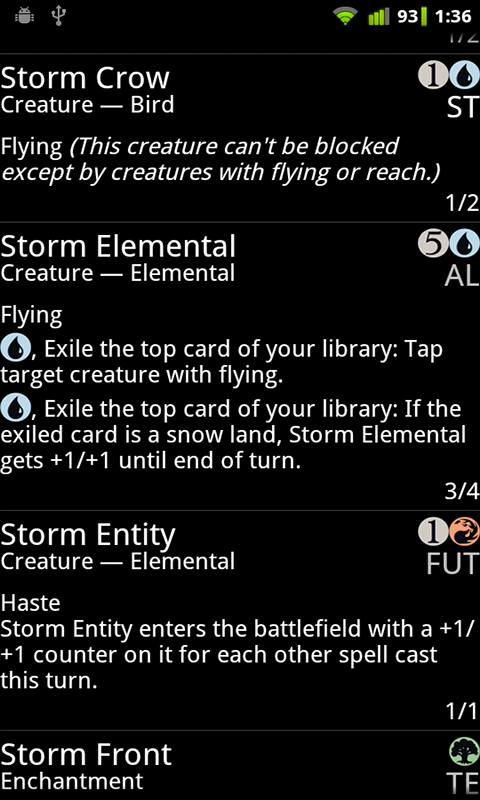 93 1:36
1/2
Storm Crow 1
Creature — Bird ST
Flying (This creature can't be blocked
except by creatures with flying or reach.)
1/2
Storm Elemental 5
Creature — Elemental AL
Flying
, Exile the top card of your library: Tap
target creature with flying.
, Exile the top card of your library: If the
exiled card is a snow land, Storm Elemental
gets +1/+1 until end of turn.
3/4
Storm Entity 1
Creature — Elemental FUT
Haste
Storm Entity enters the battlefield with a +1/
+1 counter on it for each other spell cast
this turn.
1/1
Storm Front
Enchantment TE